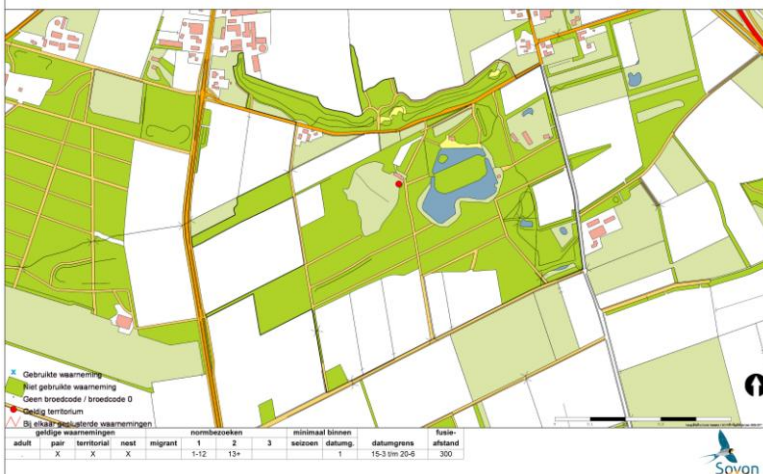 x Gebruikte waarneming
Niet gebruikte waarneming
- Geen broedcode / broedcode 0
Geldig territorium
Bij elkaar geclusterde waarnemingen
geldige waarnemingen normbezoeken minimaal binnen fusie-
adult pair territorial nest migrant 1 2 3 seizoen datumg. datumgrens afstand
. X X X 1-12 13+ 1 15-3 t/m 20-6 300
Sovon